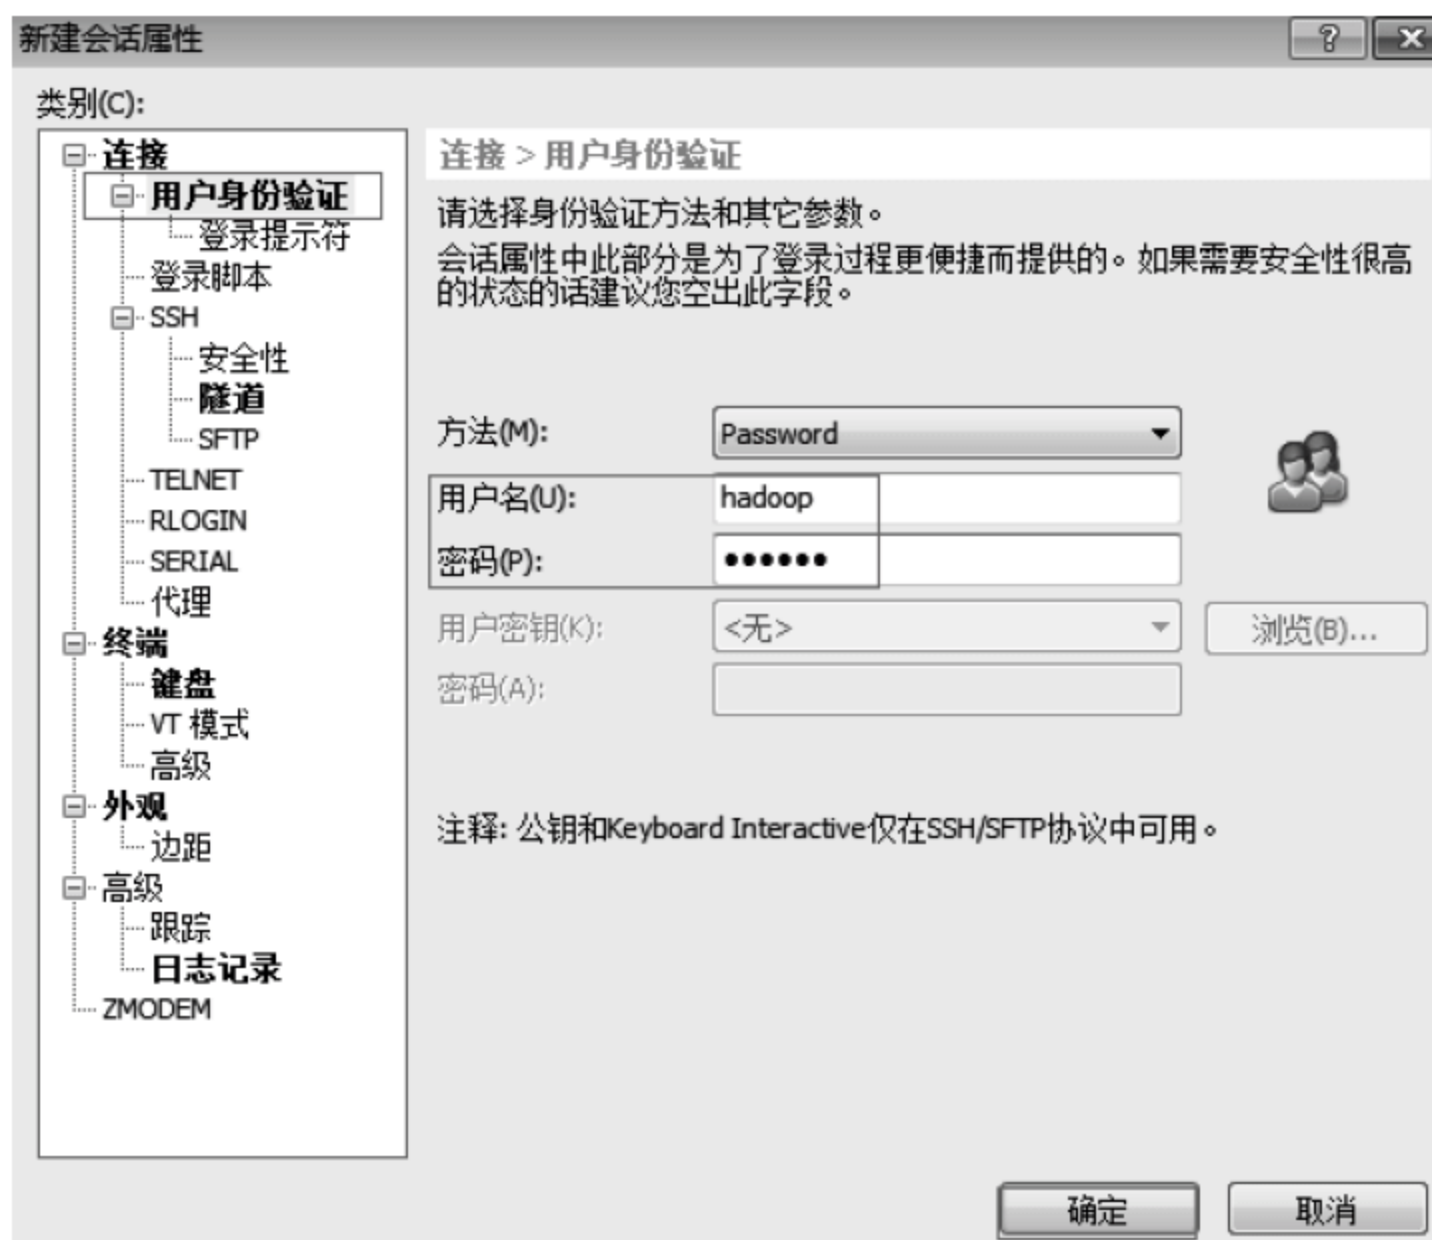 新建会话属性
类别(C):
连接
用户身份验证
登录提示符
登录脚本
SSH
安全性
隧道
SFTP
TELNET
RLOGIN
SERIAL
代理
终端
键盘
VT 模式
高级
外观
边距
高级
跟踪
日志记录
ZMODEM
连接 > 用户身份验证
请选择身份验证方法和其它参数。
会话属性中此部分是为了登录过程更便捷而提供的。如果需要安全性很高
的状态的话建议您空出此字段。
方法(M): Password
用户名(U): hadoop
密码(P): ••••••
用户密钥(K): <无> 浏览(B)...
密码(A):
注释: 公钥和Keyboard Interactive仅在SSH/SFTP协议中可用。
确定 取消